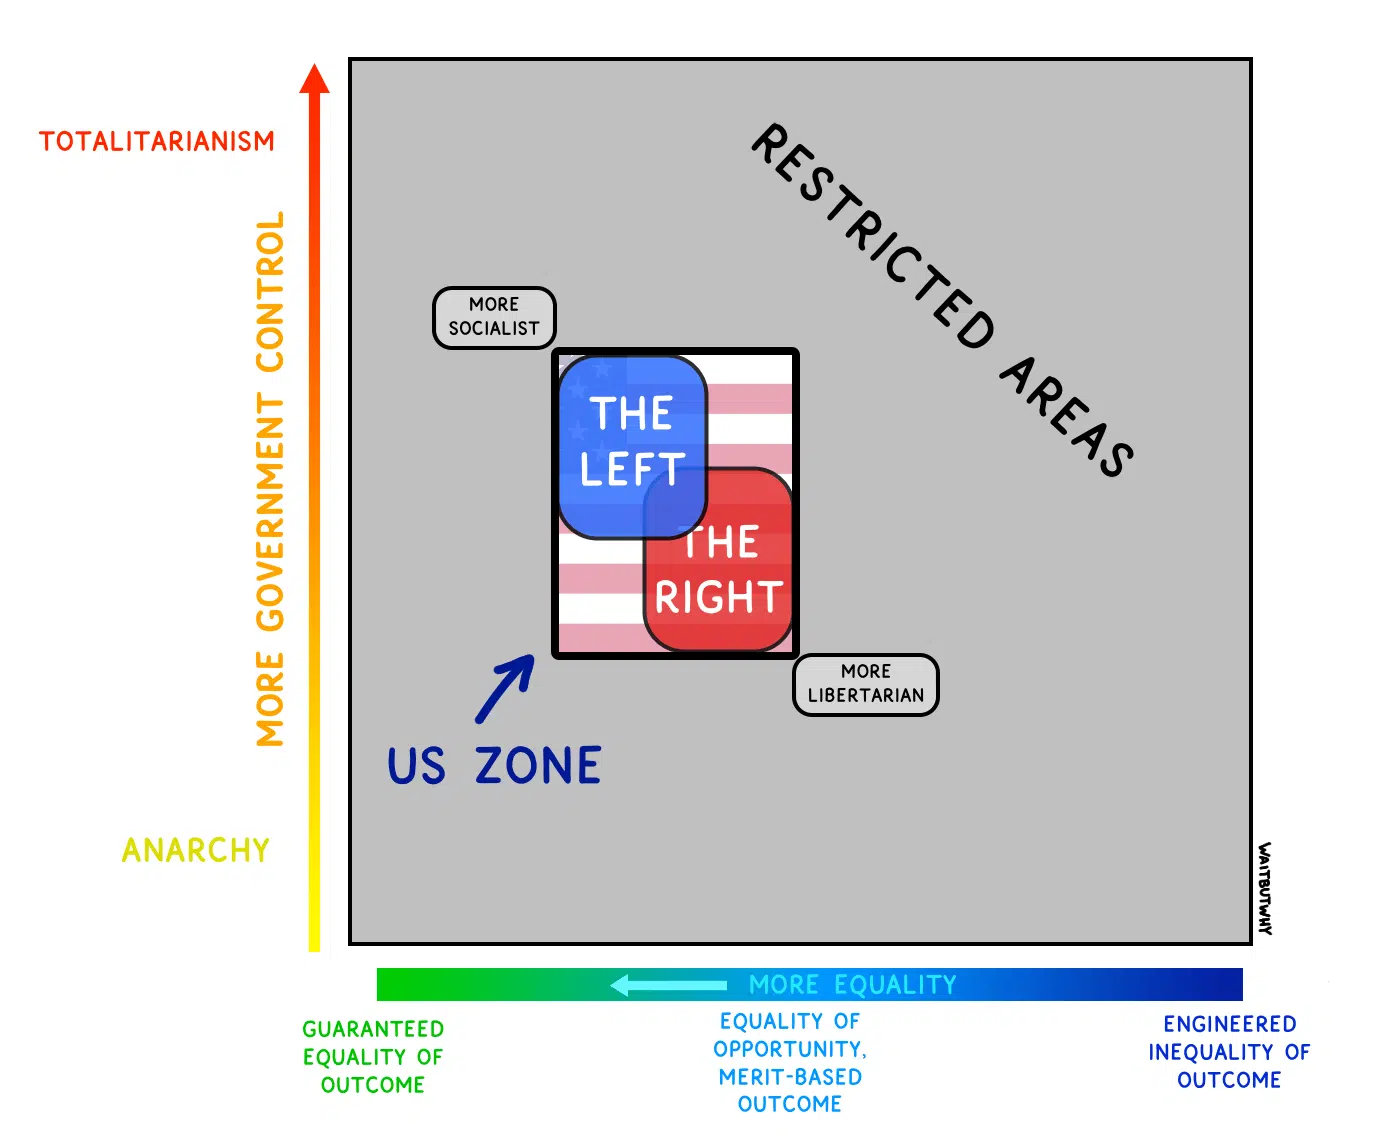 TOTALITARIANISM
MORE GOVERNMENT CONTROL
ANARCHY
RESTRICTED AREAS
MORE
SOCIALIST
THE
LEFT
THE
RIGHT
MORE
LIBERTARIAN
US ZONE
WAITBUTWHY
MORE EQUALITY
GUARANTEED
EQUALITY OF
OUTCOME
EQUALITY OF
OPPORTUNITY,
MERIT-BASED
OUTCOME
ENGINEERED
INEQUALITY OF
OUTCOME